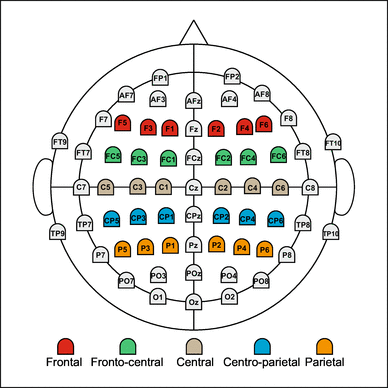 FP1 FP2
AF7 AF3 AFz AF4 AF8
F7 F5 F3 F1 Fz F2 F4 F6 F8
FT9 FT7 FC5 FC3 FC1 FCz FC2 FC4 FC6 FT8 FT10
C7 C5 C3 C1 Cz C2 C4 C6 C8
TP9 TP7 CP5 CP3 CP1 CPz CP2 CP4 CP6 TP8 TP10
P7 P5 P3 P1 Pz P2 P4 P6 P8
PO7 PO3 POz PO4 PO8
O1 Oz O2
Frontal Fronto-central Central Centro-parietal Parietal